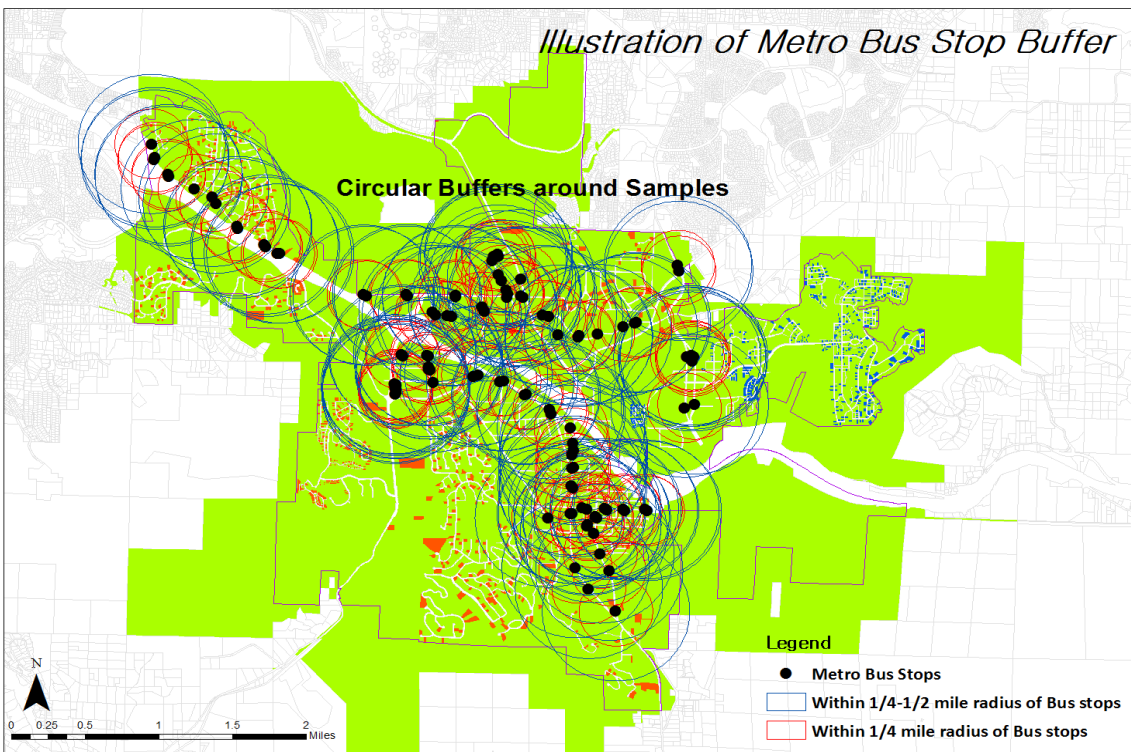 Illustration of Metro Bus Stop Buffer
Circular Buffers around Samples
Legend
Metro Bus Stops
Within 1/4-1/2 mile radius of Bus stops
Within 1/4 mile radius of Bus stops
N
0 0.25 0.5 1 1.5 2
Miles